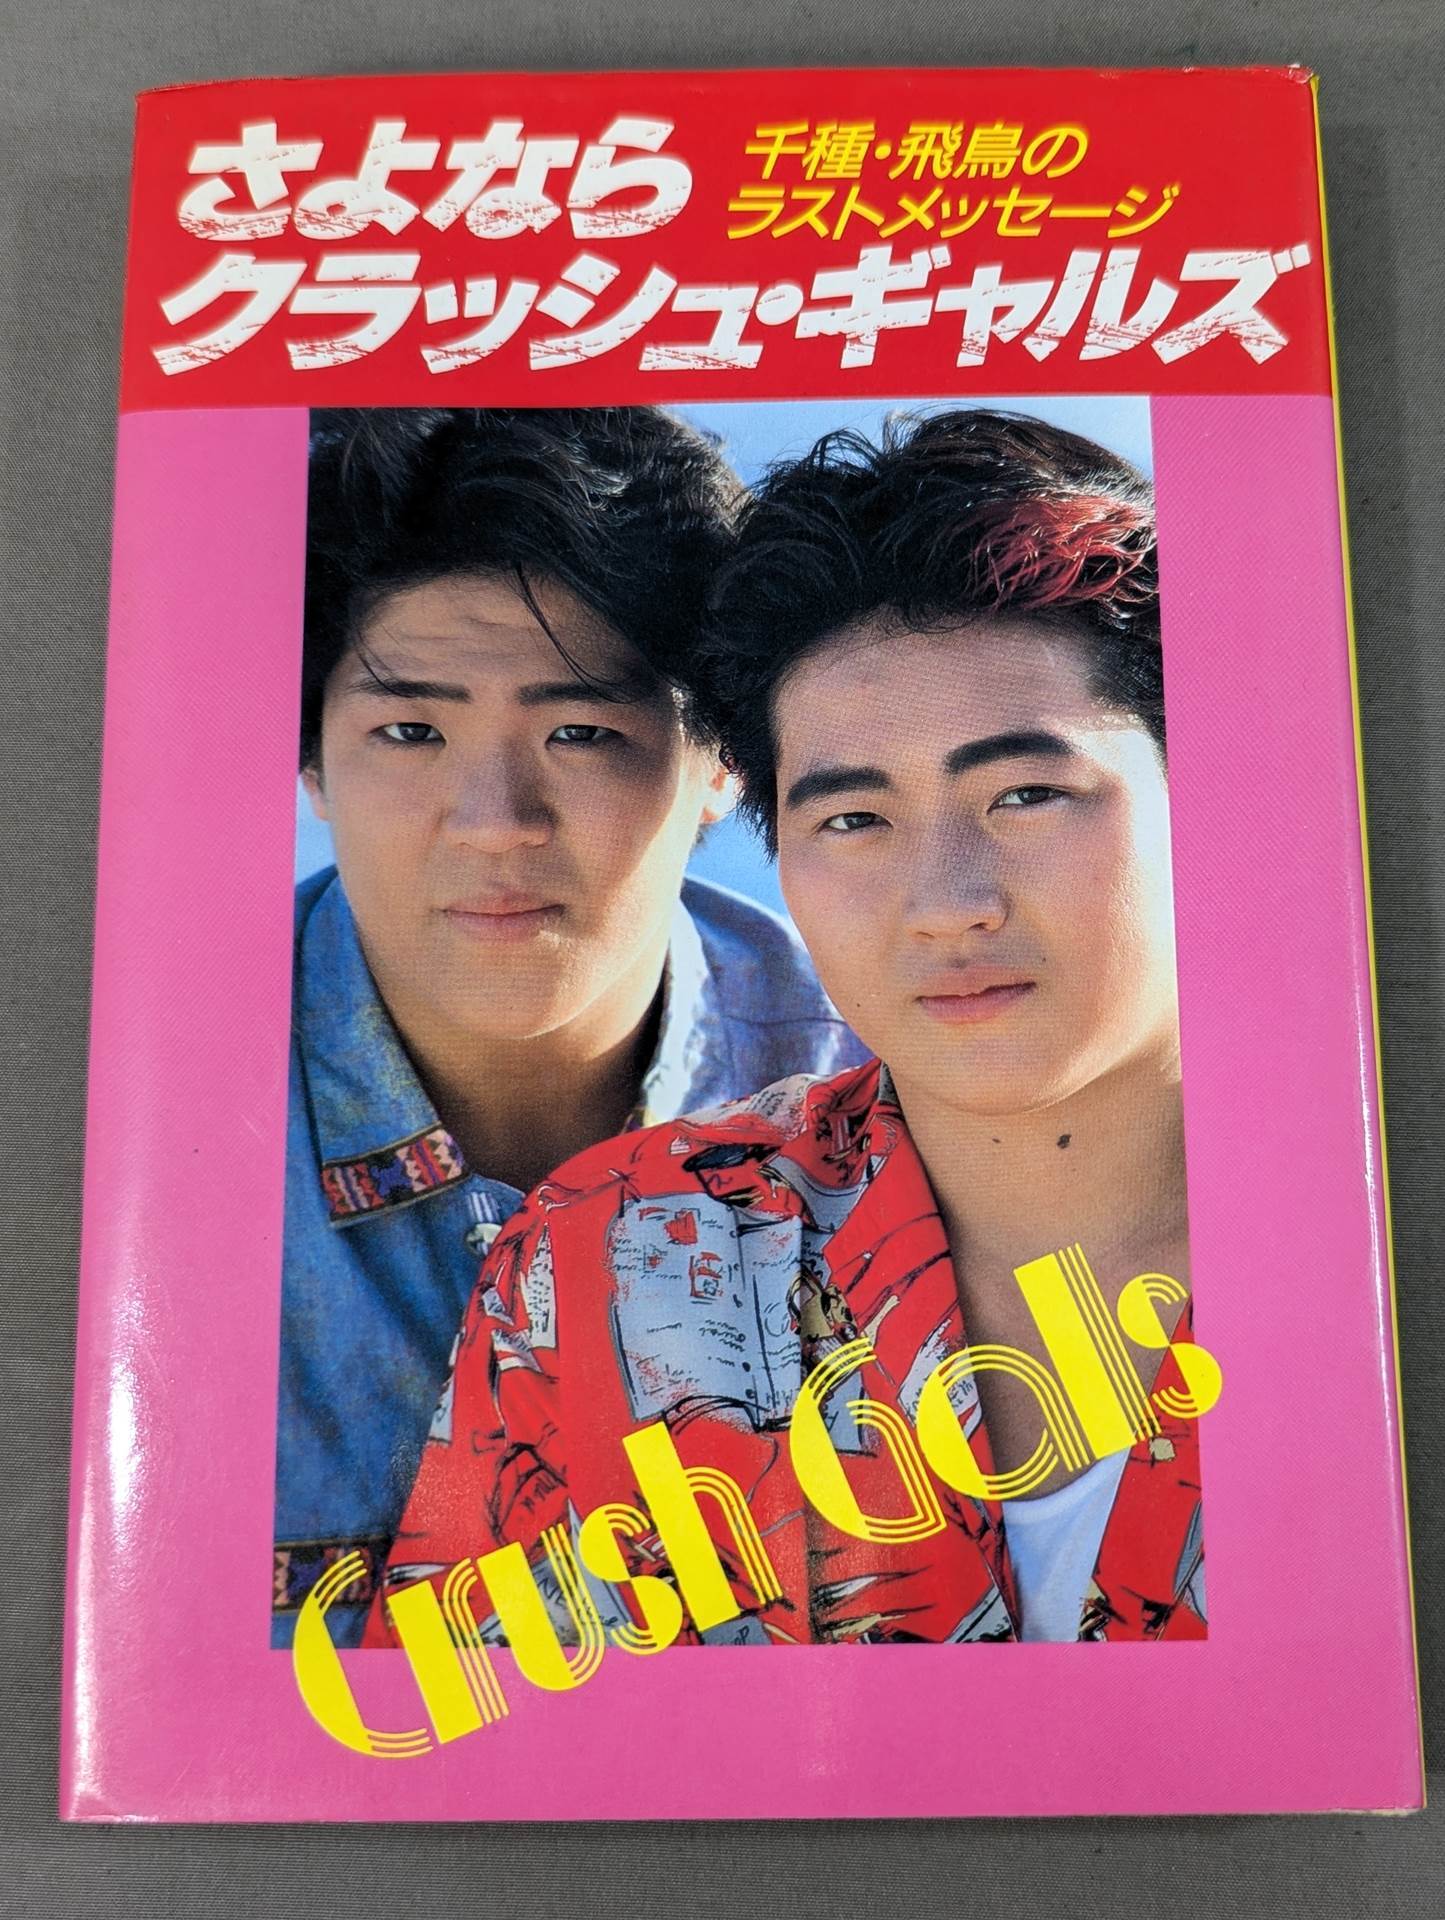 さよなら
千種・飛鳥の
ラストメッセージ
クラッシュ・ギャルズ
Crush Gals